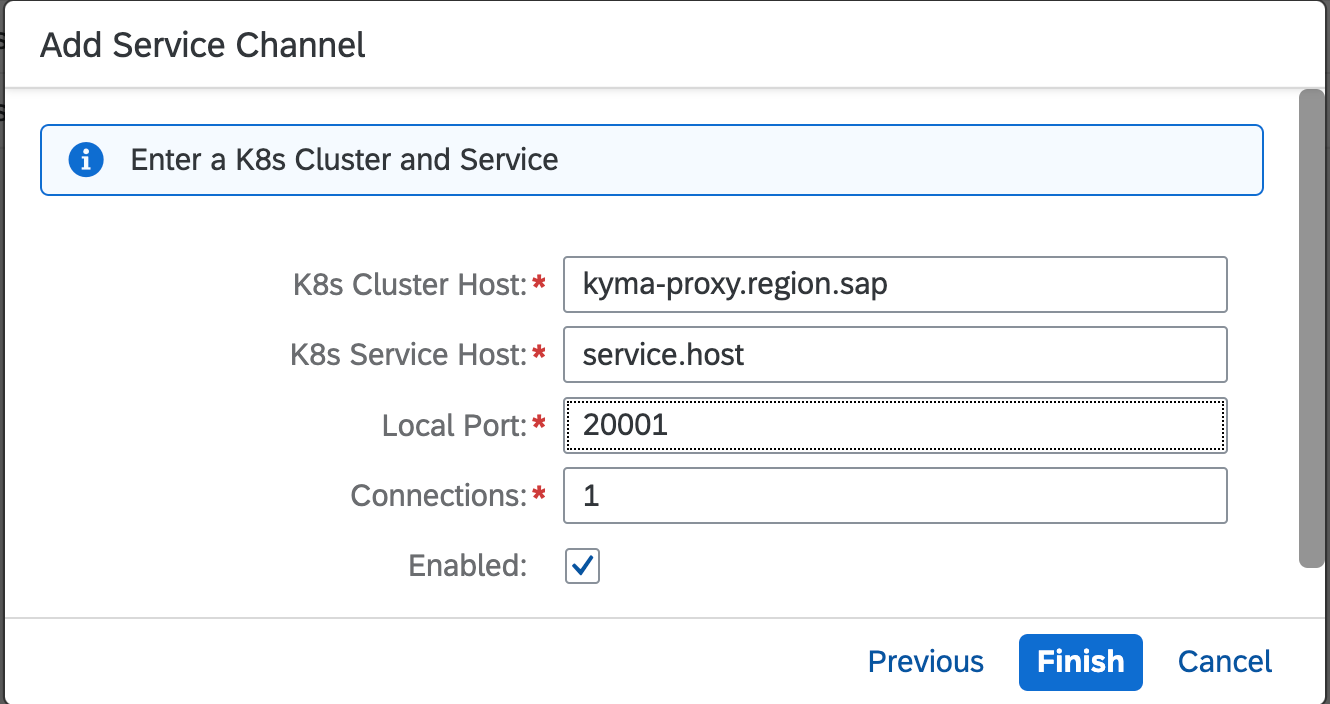 Add Service Channel
Enter a K8s Cluster and Service
K8s Cluster Host:* kyma-proxy.region.sap
K8s Service Host:* service.host
Local Port:* 20001
Connections:* 1
Enabled:
Previous Finish Cancel